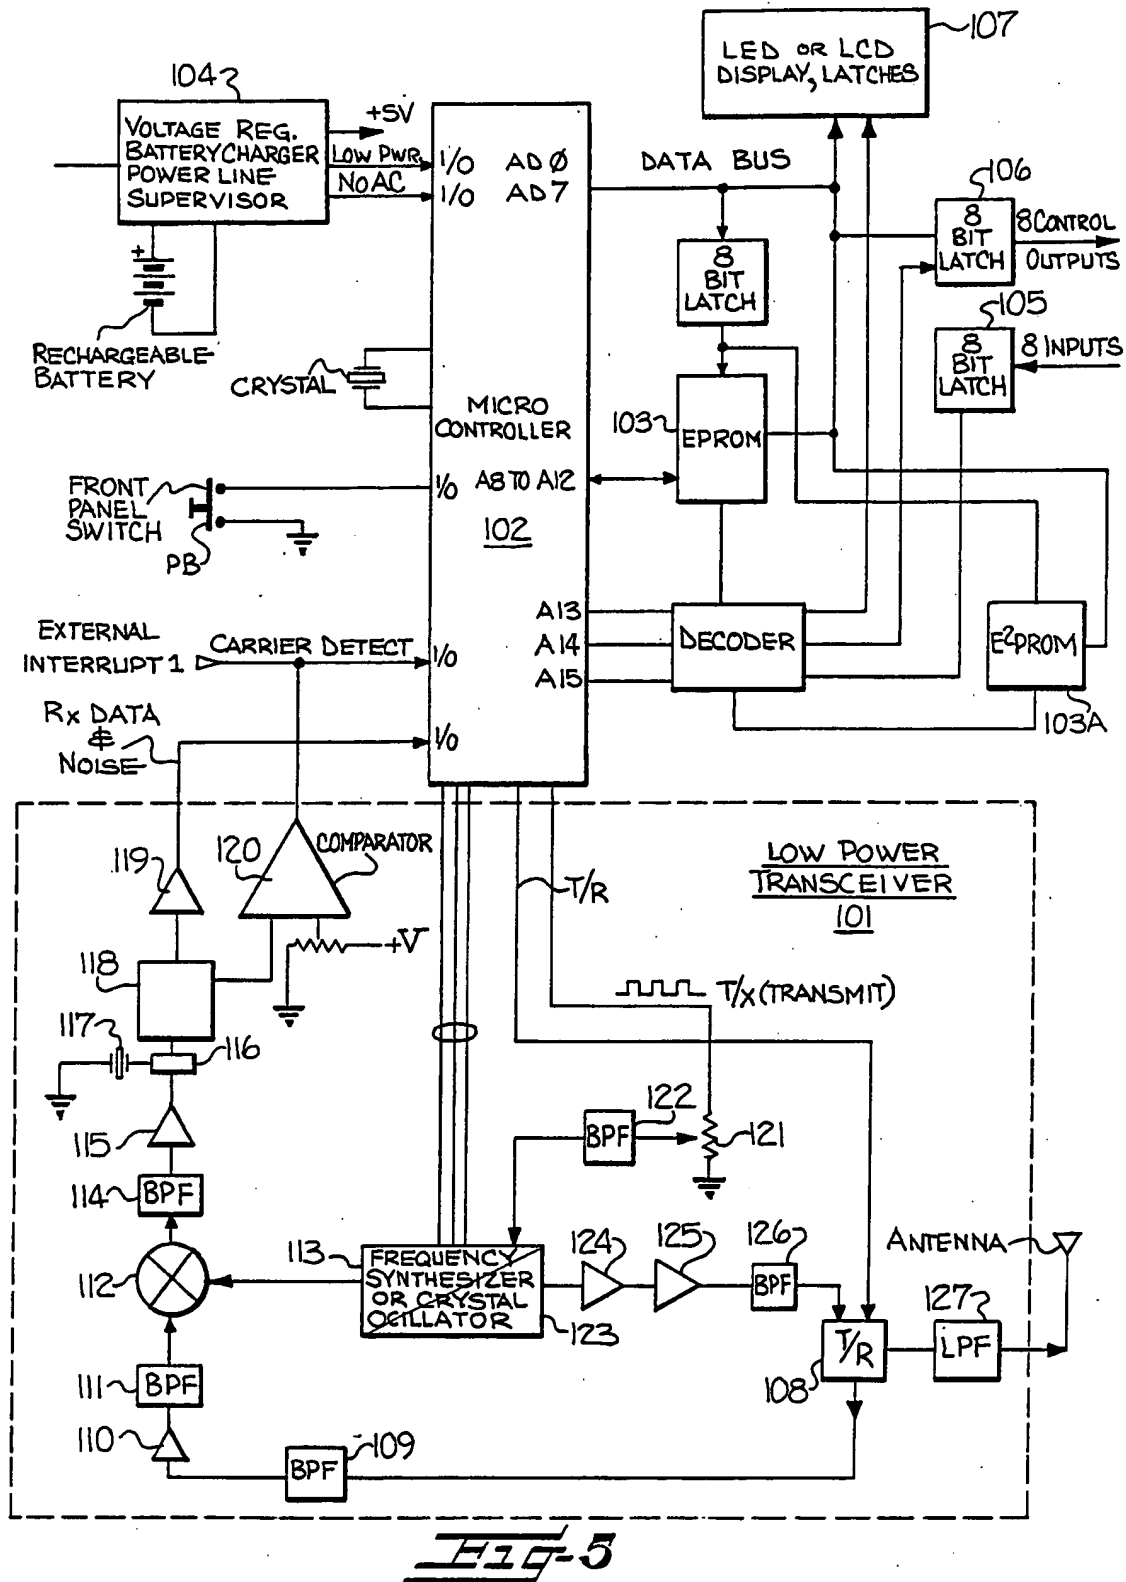 107
LED OR LCD
DISPLAY, LATCHES
104
VOLTAGE REG.
BATTERY CHARGER
POWER LINE
SUPERVISOR
+5V
LOW PWR.
NO AC
I/O
I/O
AD 0
AD 7
DATA BUS
106
8
BIT
LATCH
8 CONTROL
OUTPUTS
8
BIT
LATCH
105
8
BIT
LATCH
8 INPUTS
+
RECHARGEABLE
BATTERY
CRYSTAL
MICRO
CONTROLLER
103
EPROM
FRONT
PANEL
SWITCH
PB
I/O
A8 TO A12
102
EXTERNAL
INTERRUPT 1
CARRIER DETECT
I/O
A13
A14
A15
DECODER
E²PROM
103A
RX DATA
&
NOISE
I/O
119
120
COMPARATOR
LOW POWER
TRANSCEIVER
101
T/R
+V
118
T/X (TRANSMIT)
117
116
115
122
BPF
121
114
BPF
113
FREQUENCY
SYNTHESIZER
OR CRYSTAL
OCILLATOR
123
124
125
126
BPF
ANTENNA
112
127
LPF
T/R
108
111
BPF
110
109
BPF
Fig-5